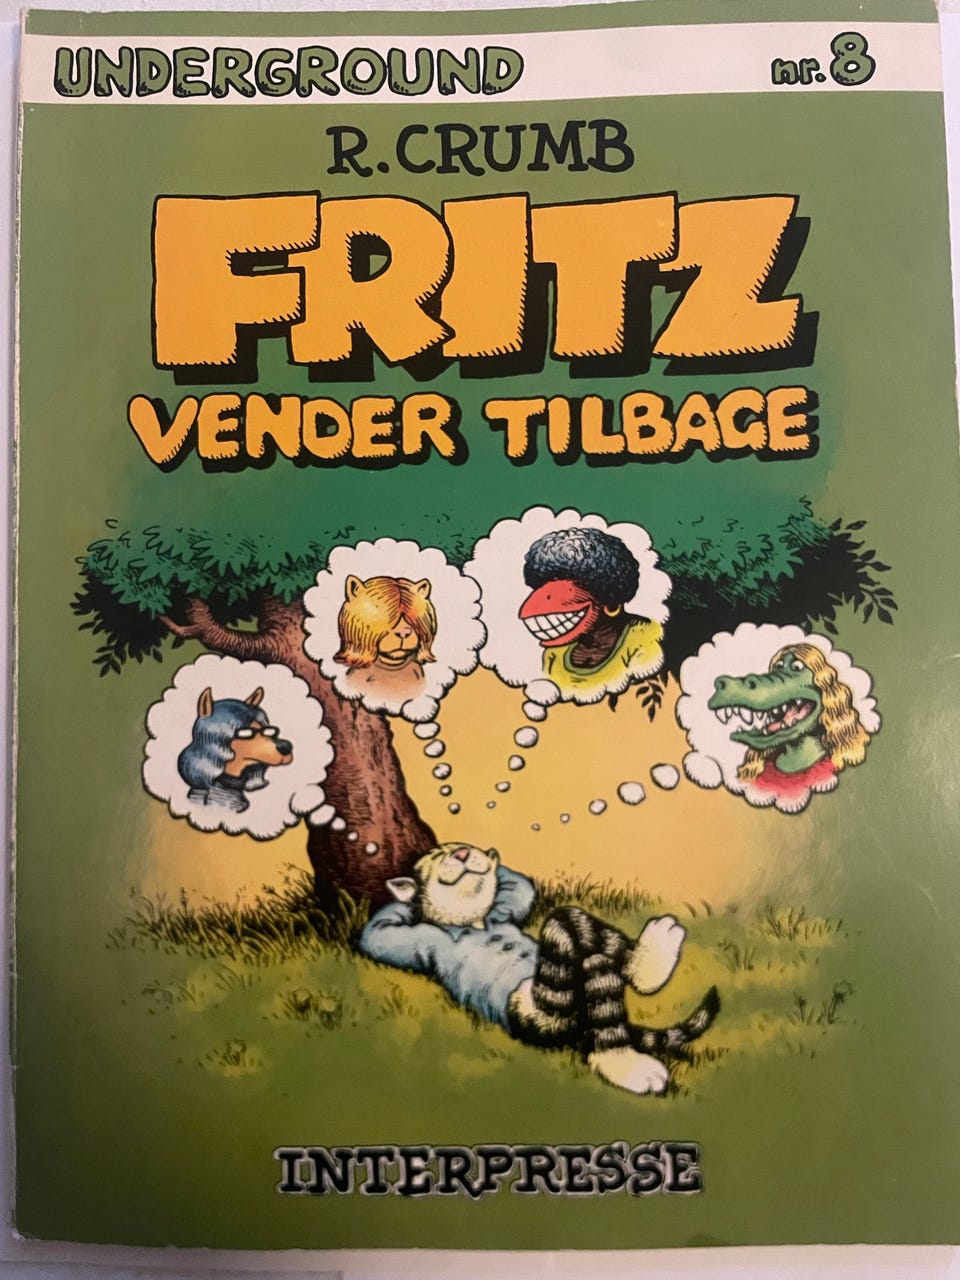 UNDERGROUND nr.8
R.CRUMB
FRITZ
VENDER TILBAGE
INTERPRESSE